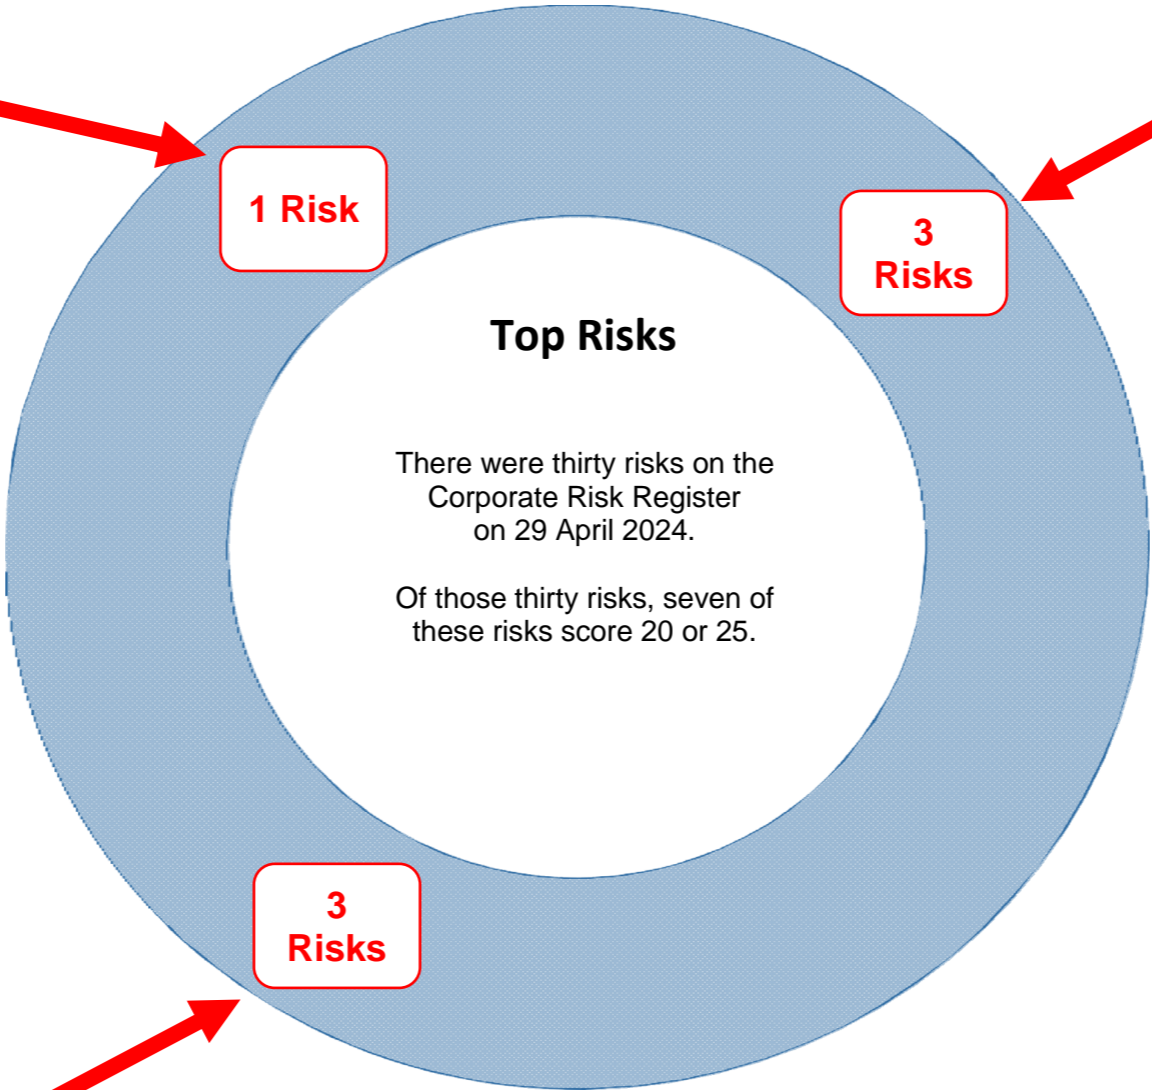 1 Risk
3
Risks
Top Risks
There were thirty risks on the
Corporate Risk Register
on 29 April 2024.
Of those thirty risks, seven of
these risks score 20 or 25.
3
Risks